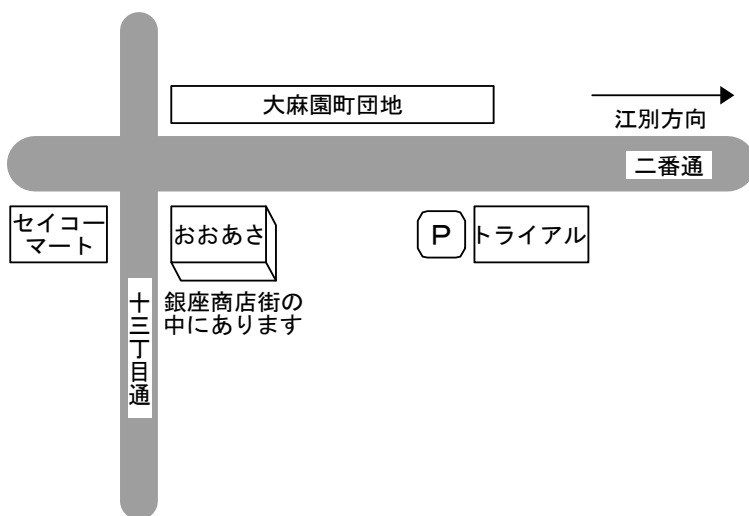 大麻園町団地
江別方向
二番通
セイコー
マート
おおあさ
P
トライアル
銀座商店街の
中にあります
十三丁目通